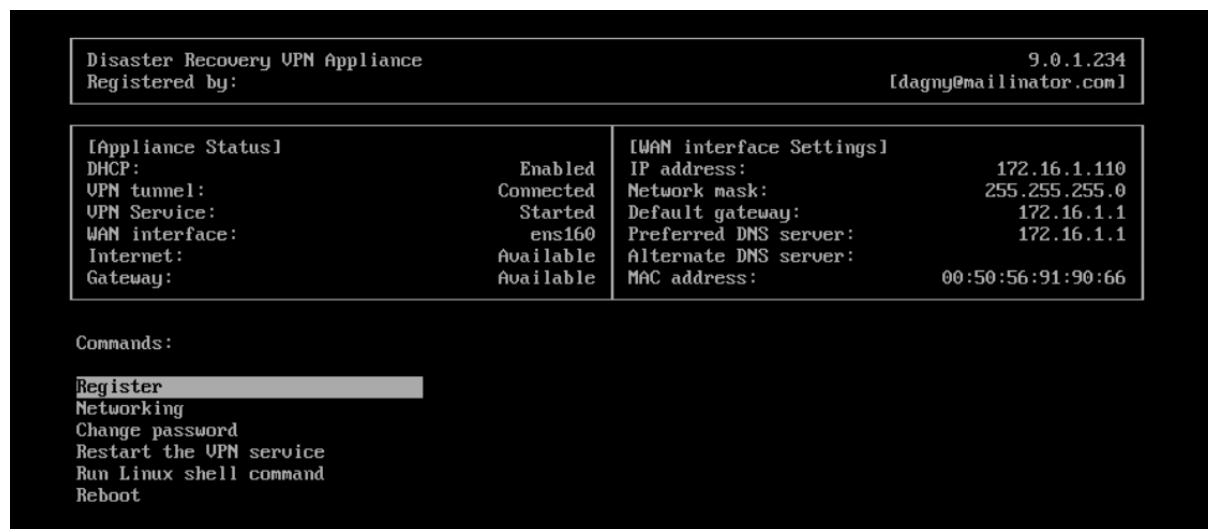 Disaster Recovery VPN Appliance 9.0.1.234
Registered by: [dagny@mailinator.com]
[Appliance Status]
DHCP: Enabled
VPN tunnel: Connected
VPN Service: Started
WAN interface: ens160
Internet: Available
Gateway: Available
[WAN interface Settings]
IP address: 172.16.1.110
Network mask: 255.255.255.0
Default gateway: 172.16.1.1
Preferred DNS server: 172.16.1.1
Alternate DNS server:
MAC address: 00:50:56:91:90:66
Commands:
Register
Networking
Change password
Restart the VPN service
Run Linux shell command
Reboot